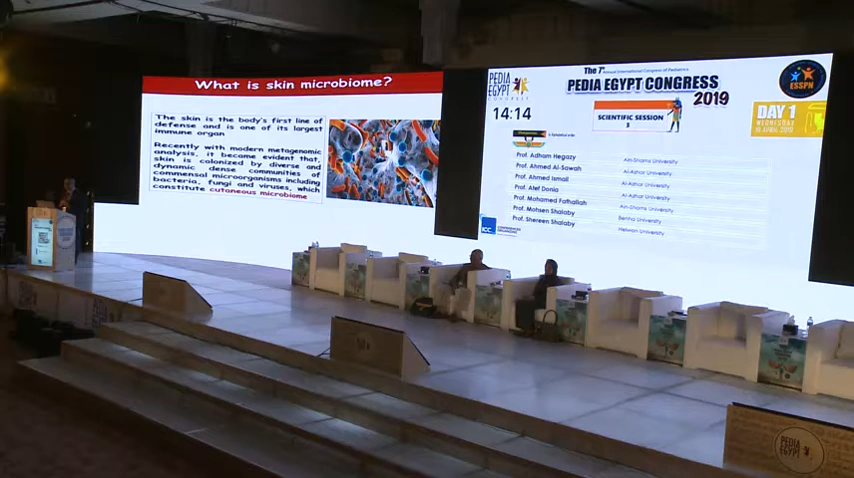 What is skin microbiome?
The skin is the body's first line of
defense and is one of its largest
immune organ
Recently with modern metagenomic
analysis, it became evident that,
skin is colonized by diverse and
dynamic dense communities of
commensal microorganisms including
bacteria, fungi and viruses, which
constitute cutaneous microbiome
PEDIA
EGYPT
CONGRESS
The 7th Annual International Congress of Pediatrics
PEDIA EGYPT CONGRESS
2019
ESSPN
14:14
SCIENTIFIC SESSION
3
DAY 1
WEDNESDAY
10 APRIL 2019
Prof. Adham Hegazy Ain-Shams University
Prof. Ahmed Al-Sawah Al-Azhar University
Prof. Ahmed Ismail Al-Azhar University
Prof. Atef Donia Al-Azhar University
Prof. Mohamed Fathallah Ain-Shams University
Prof. Mohsen Shalaby Benha University
Prof. Shereen Shalaby Helwan University
ICC
PEDIA
EGYPT